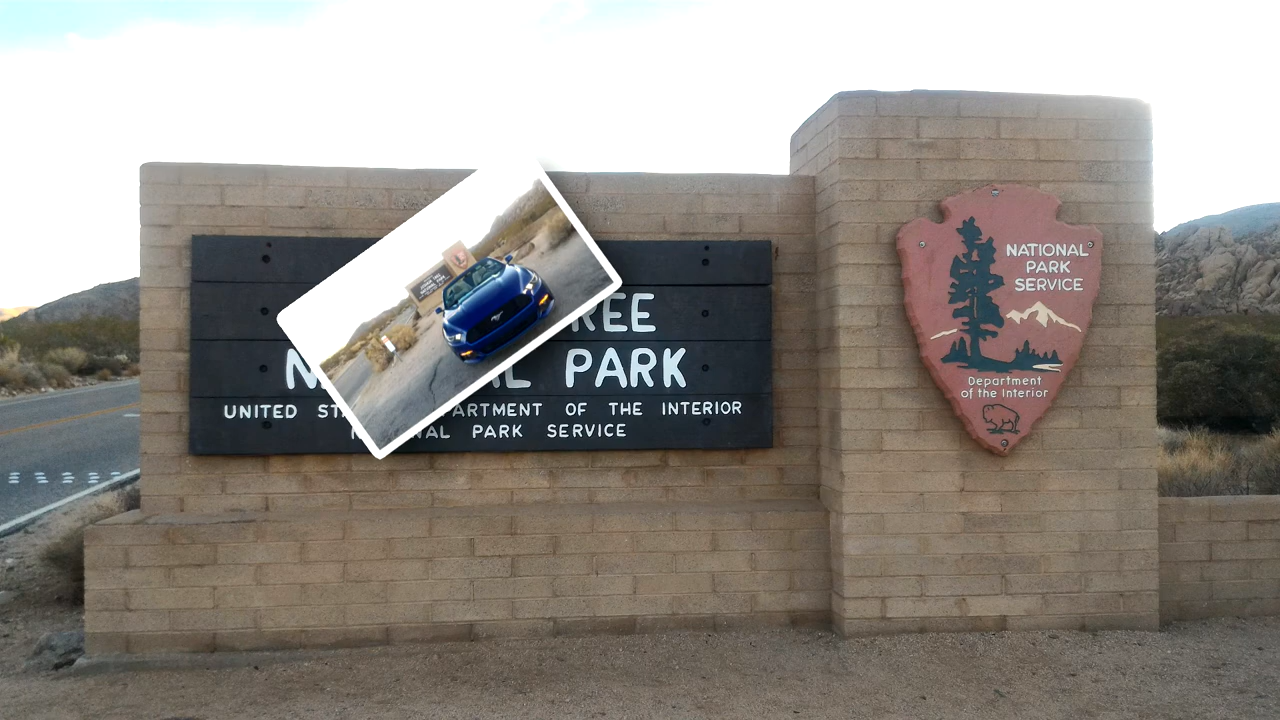 REE
N L PARK
UNITED ST PARTMENT OF THE INTERIOR
N NAL PARK SERVICE
NATIONAL
PARK
SERVICE
Department
of the Interior